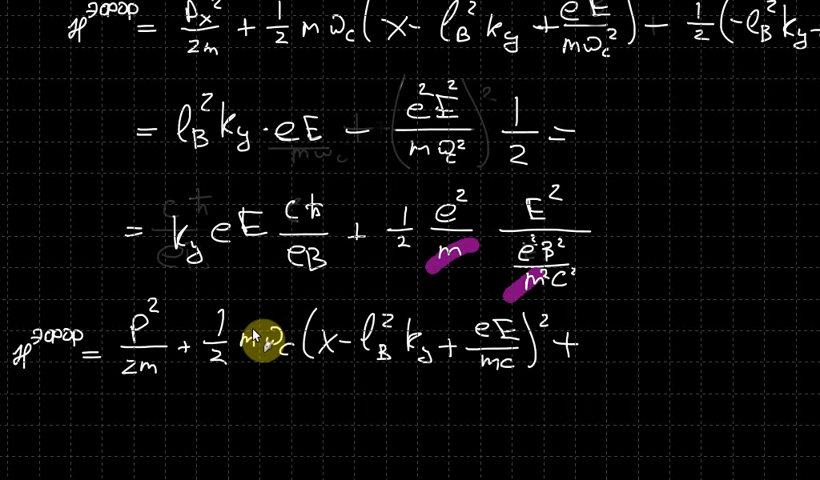 ℋ^эфф = pₓ²/2m + 1/2 m ω_c (x - ℓ_B² k_y + eE/mω_c²) - 1/2 (-ℓ_B² k_y -
= ℓ_B² k_y · eE - e²E²/mΩ² 1/2 =
= k_y eE cħ/eB + 1/2 e²/m E²/(e²B²/m²c²)
ℋ^эфф = p²/2m + 1/2 mω_c (x - ℓ_B² k_y + eE/mc)² +